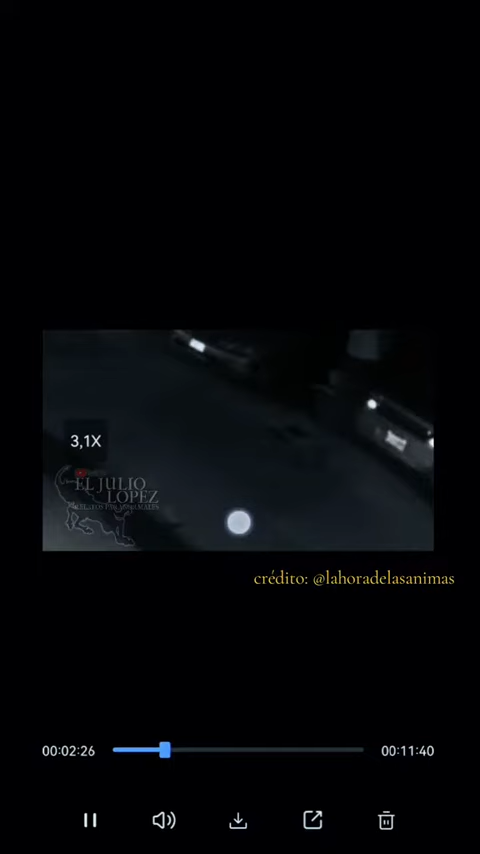 3,1X
EL JULIO
LOPEZ
crédito: @lahoradelasanimas
00:02:26
00:11:40